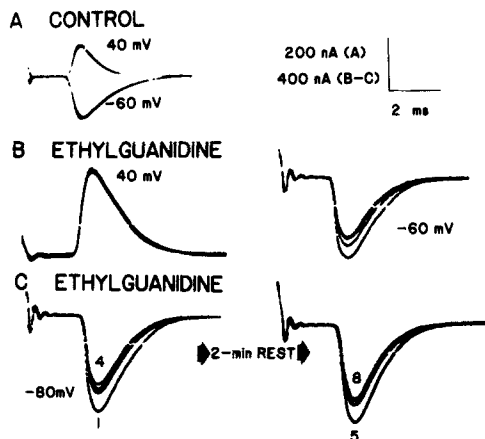 A CONTROL
40 mV
-60 mV
200 nA (A)
400 nA (B-C)
2 ms
B ETHYLGUANIDINE
40 mV
-60 mV
C ETHYLGUANIDINE
4
-80mV
1
2-min REST
8
5